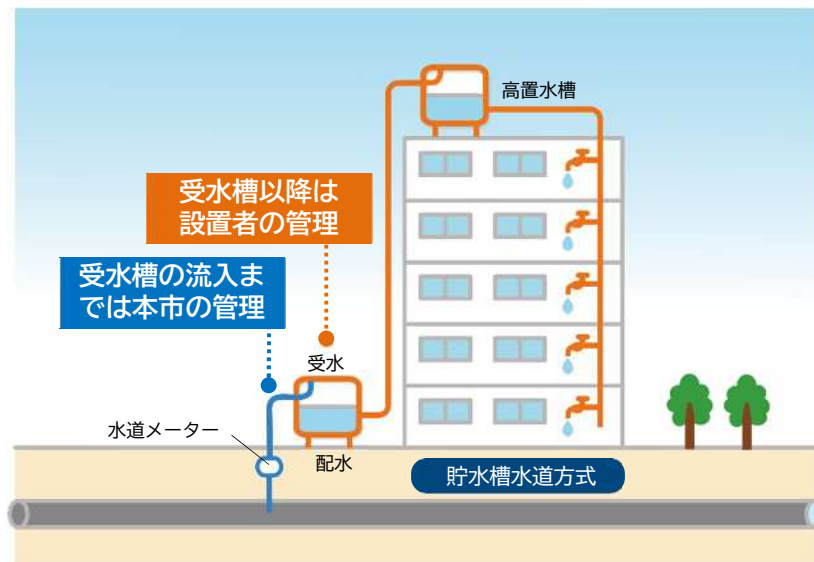 高置水槽
受水槽以降は
設置者の管理
受水槽の流入ま
では本市の管理
受水
水道メーター
配水
貯水槽水道方式